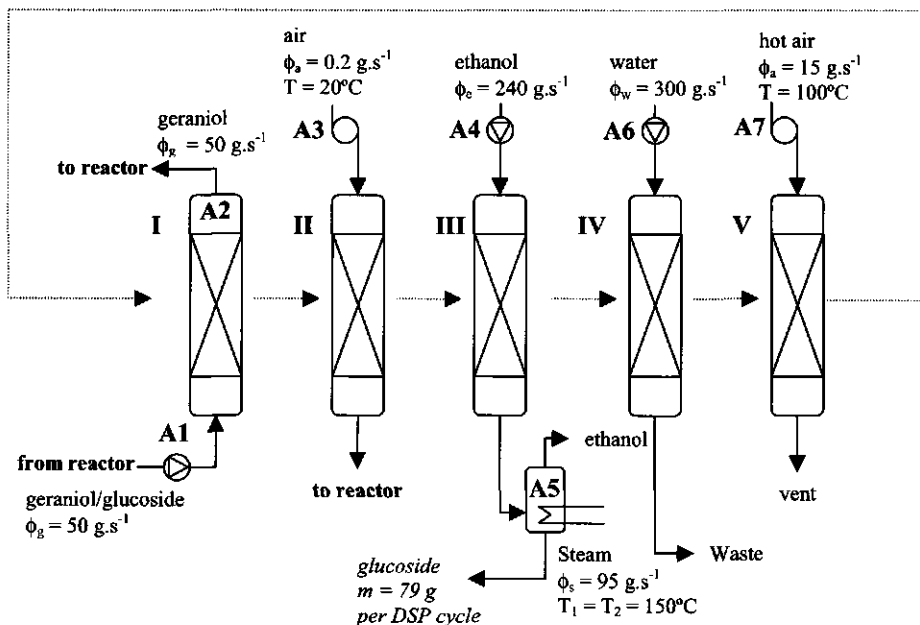 air
ϕa = 0.2 g.s-1
T = 20ºC
A3
ethanol
ϕe = 240 g.s-1
A4
water
ϕw = 300 g.s-1
A6
hot air
ϕa = 15 g.s-1
T = 100ºC
A7
geraniol
ϕg = 50 g.s-1
to reactor
A2
I
II
III
IV
V
A1
from reactor
geraniol/glucoside
ϕg = 50 g.s-1
to reactor
ethanol
A5
vent
Waste
glucoside
m = 79 g
per DSP cycle
Steam
ϕs = 95 g.s-1
T1 = T2 = 150ºC